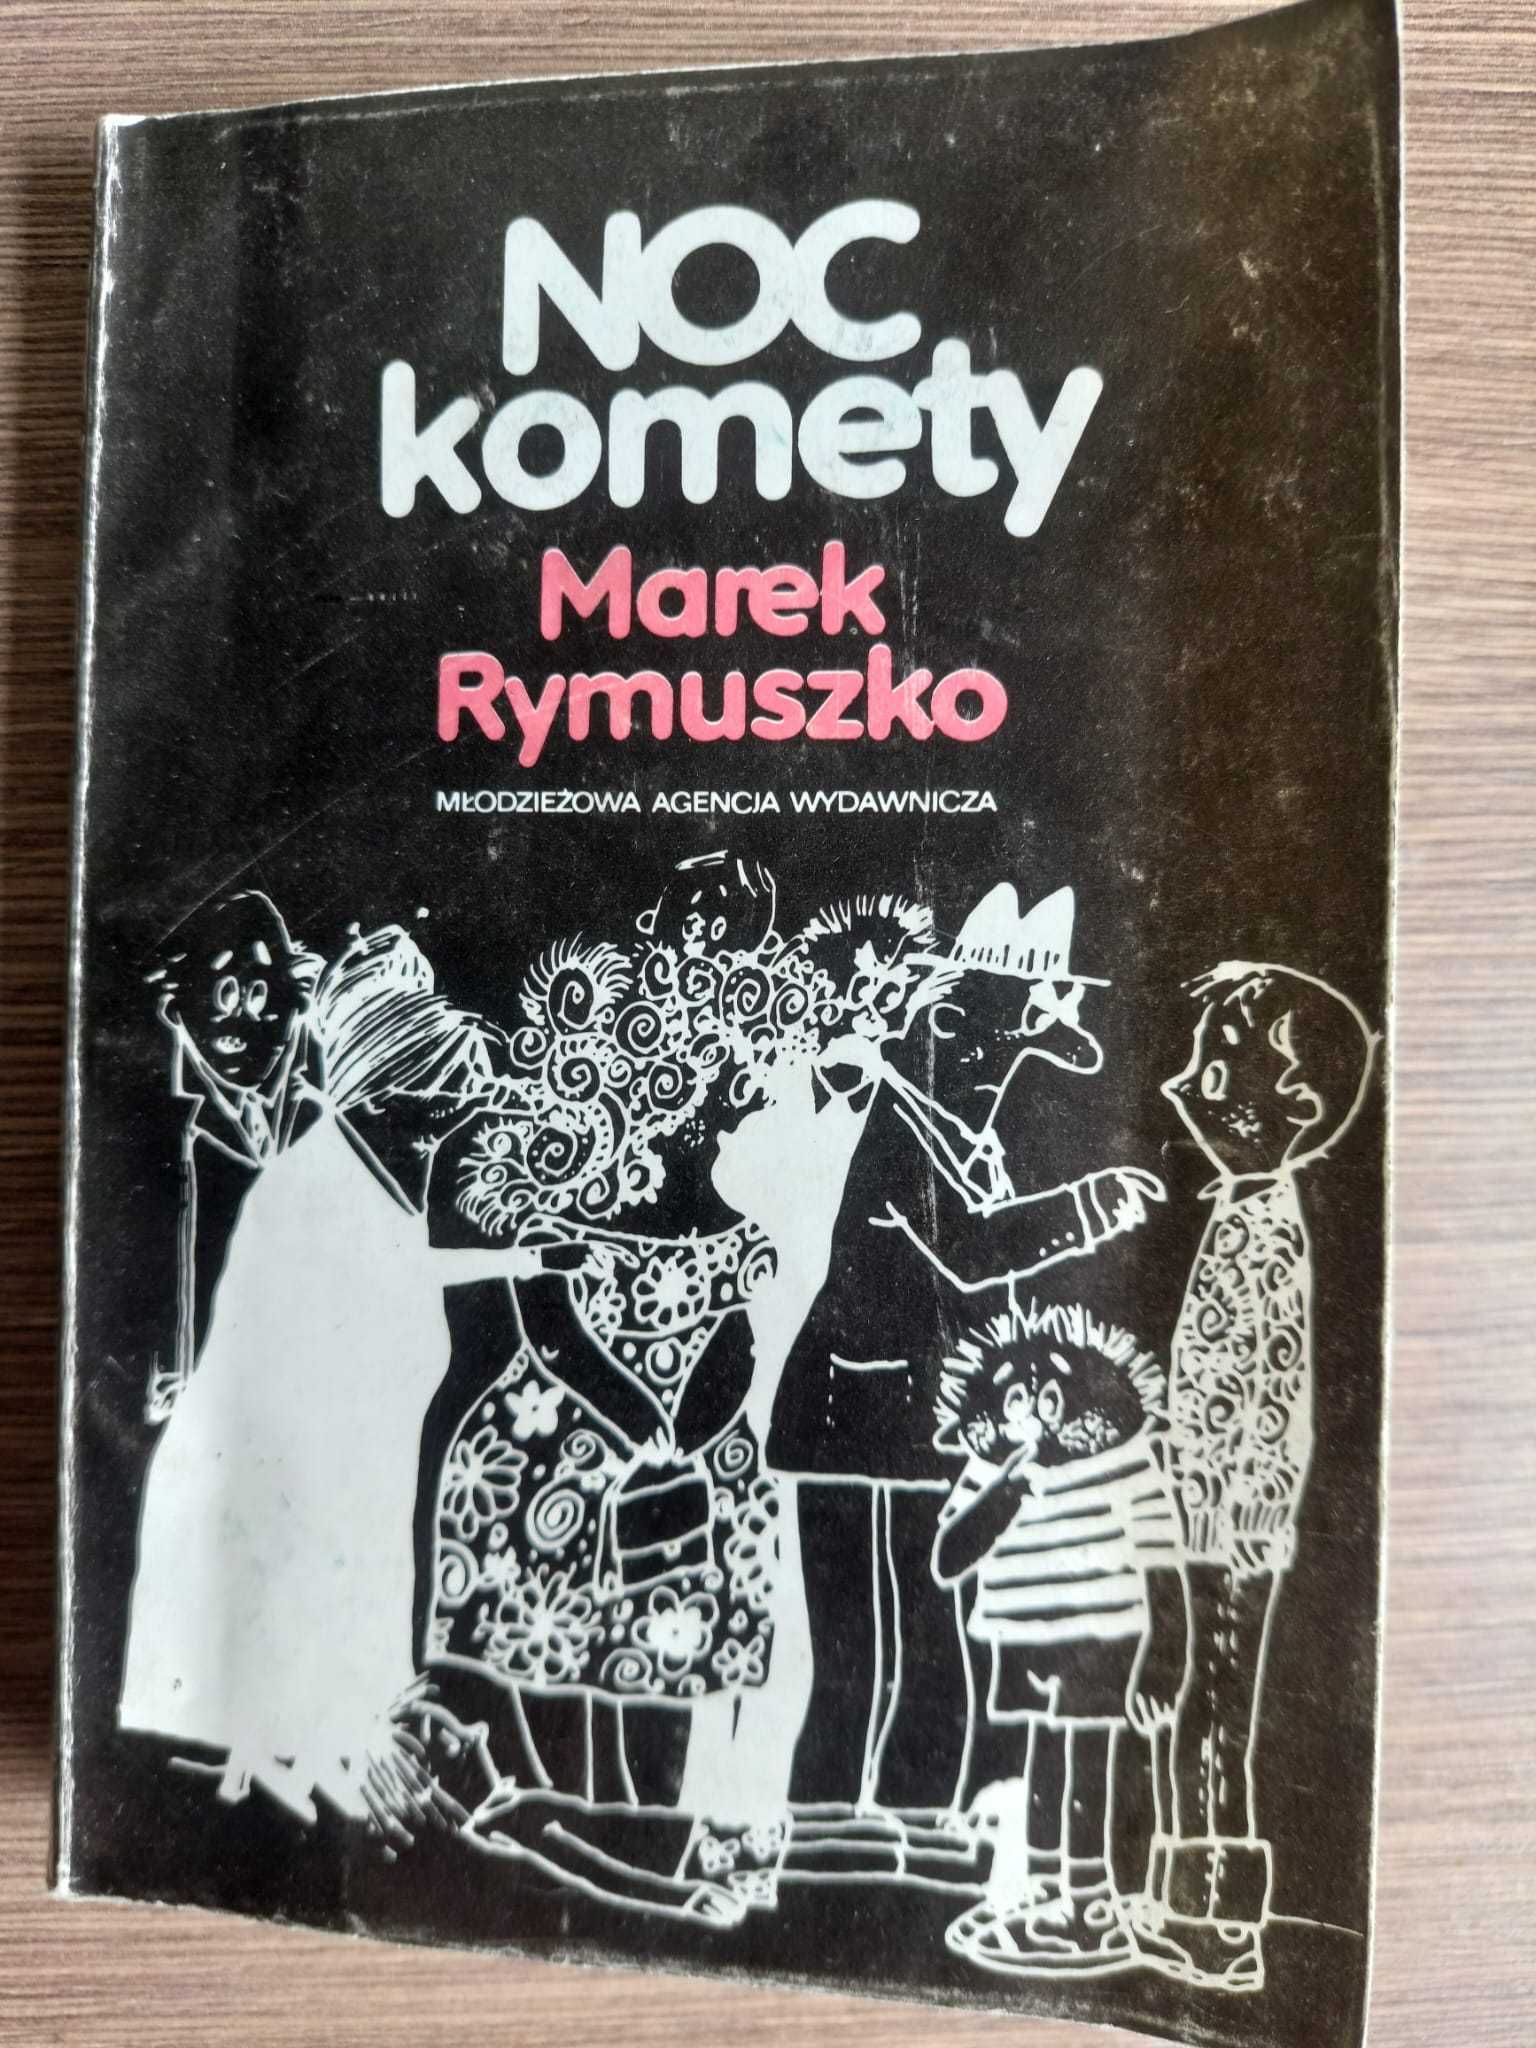 NOC
komety
Marek
Rymuszko
MŁODZIEŻOWA AGENCJA WYDAWNICZA